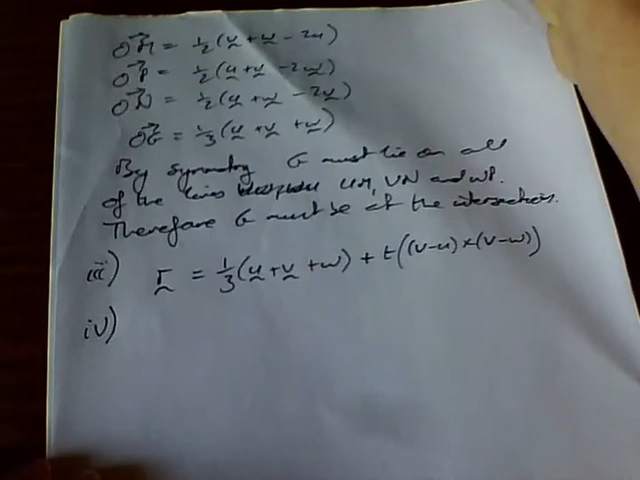 OM⃗ = ½(v̲ + w̲ - 2u)
OP⃗ = ½(u̲ + v̲ - 2w̲)
ON⃗ = ½(u̲ + w̲ - 2v̲)
OG⃗ = ⅓(u̲ + v̲ + w̲)
By symmetry G must lie on all
of the lines UM, VN and WP.
Therefore G must be at the intersection.
iii) r̲ = 1/3(u̲ + v̲ + w) + t((v-u)×(v-w))
iv)